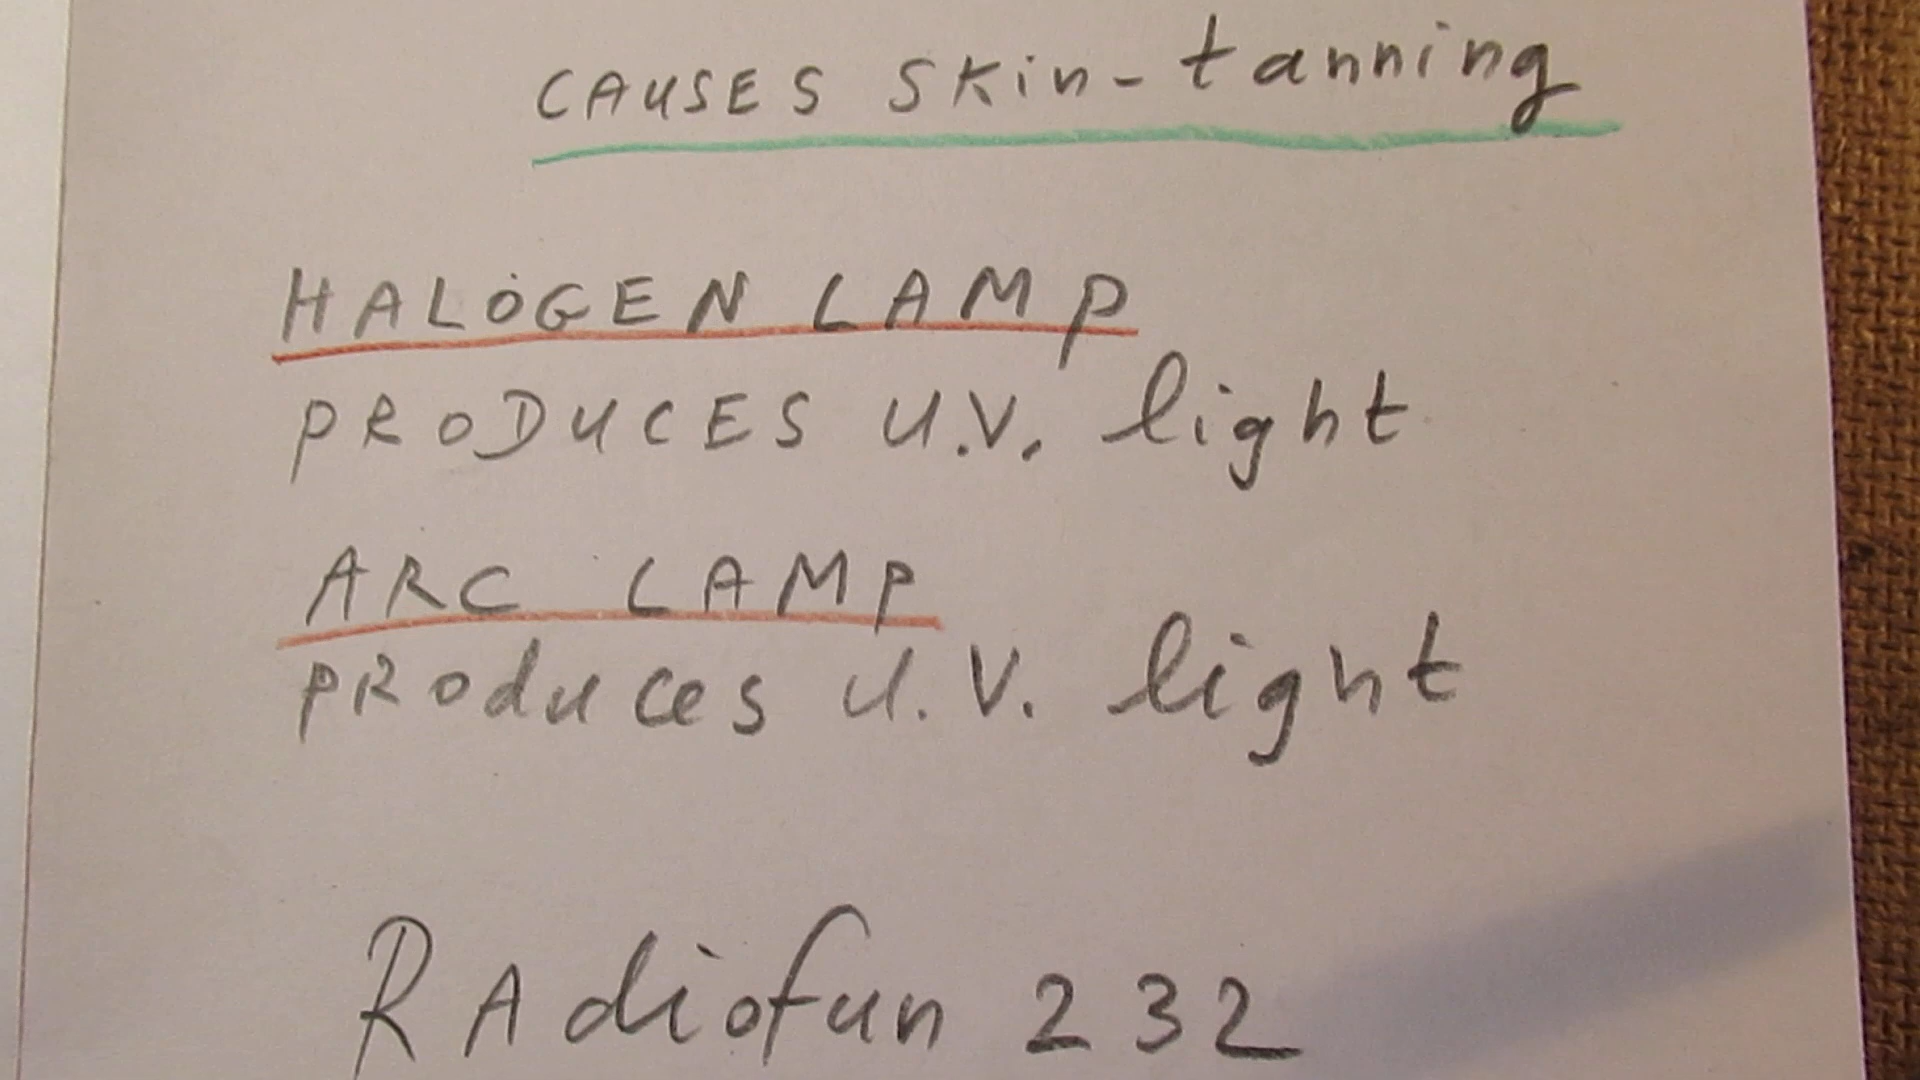 CAUSES SKin-tanning
HALOGEN LAMP
PRODUCES U.V. light
ARC LAMP
PRoduces U.V. light
RAdiofun 232